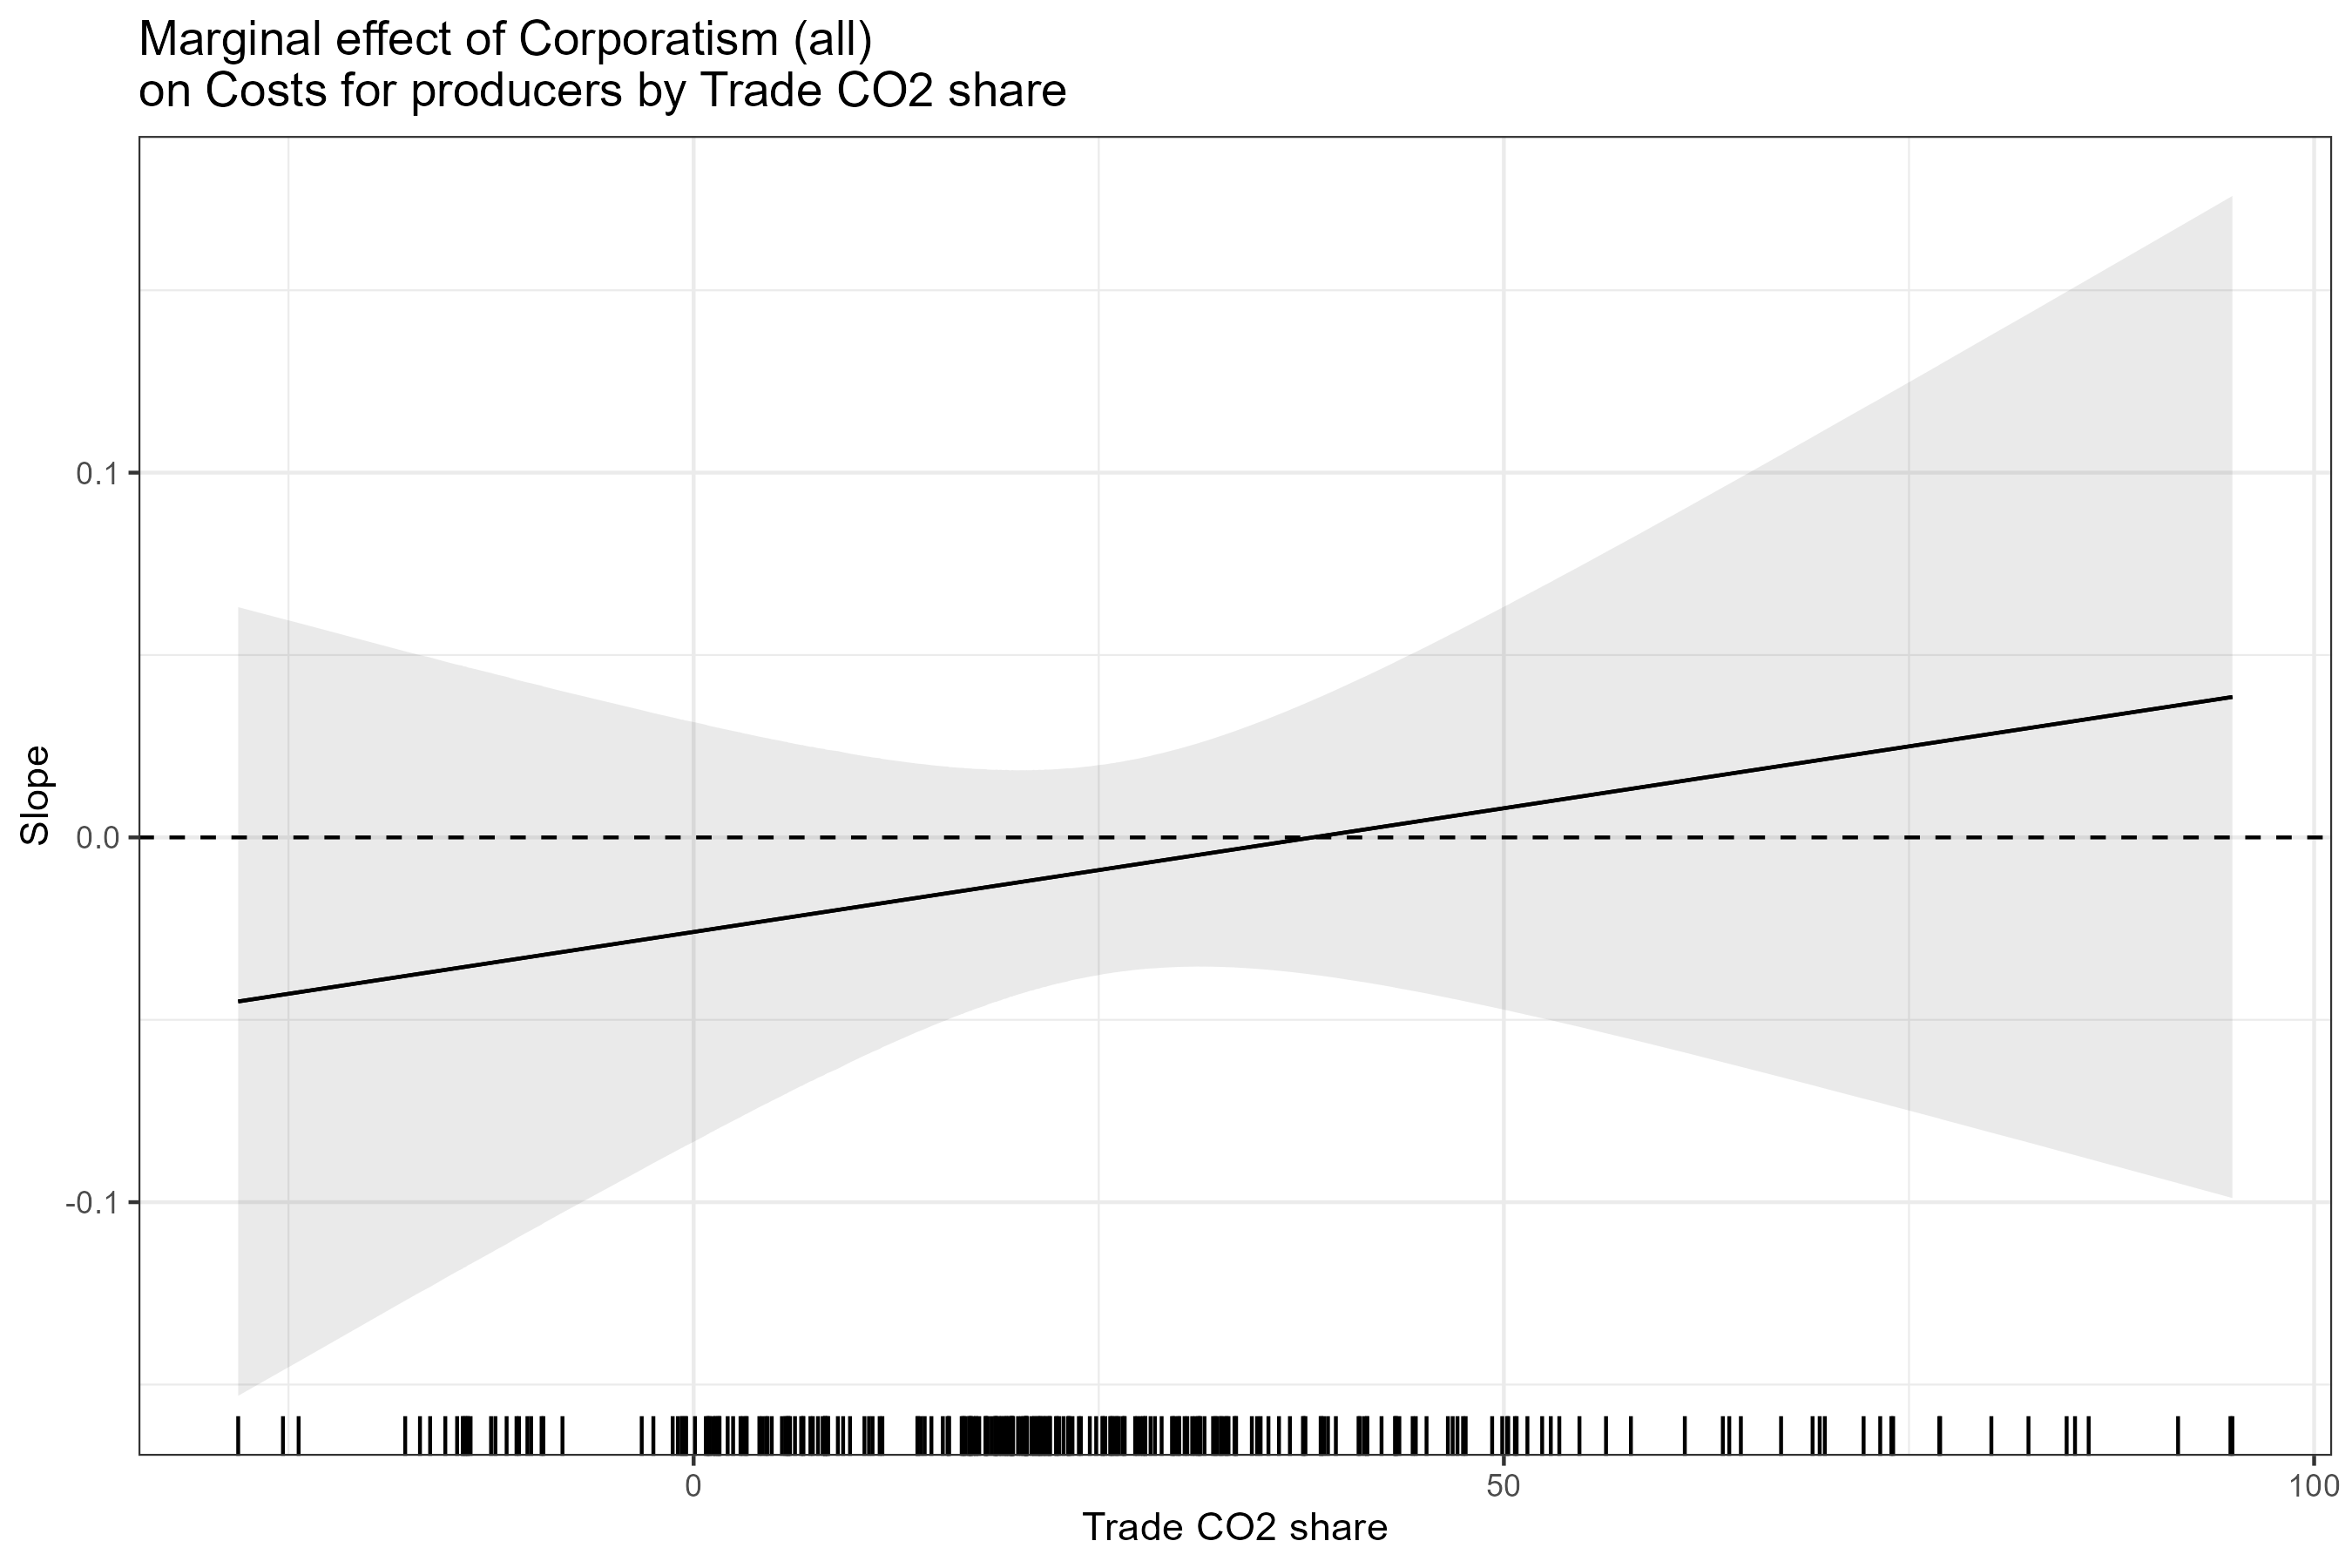 Marginal effect of Corporatism (all)
on Costs for producers by Trade CO2 share
Slope
0.1
0.0
-0.1
0
50
100
Trade CO2 share